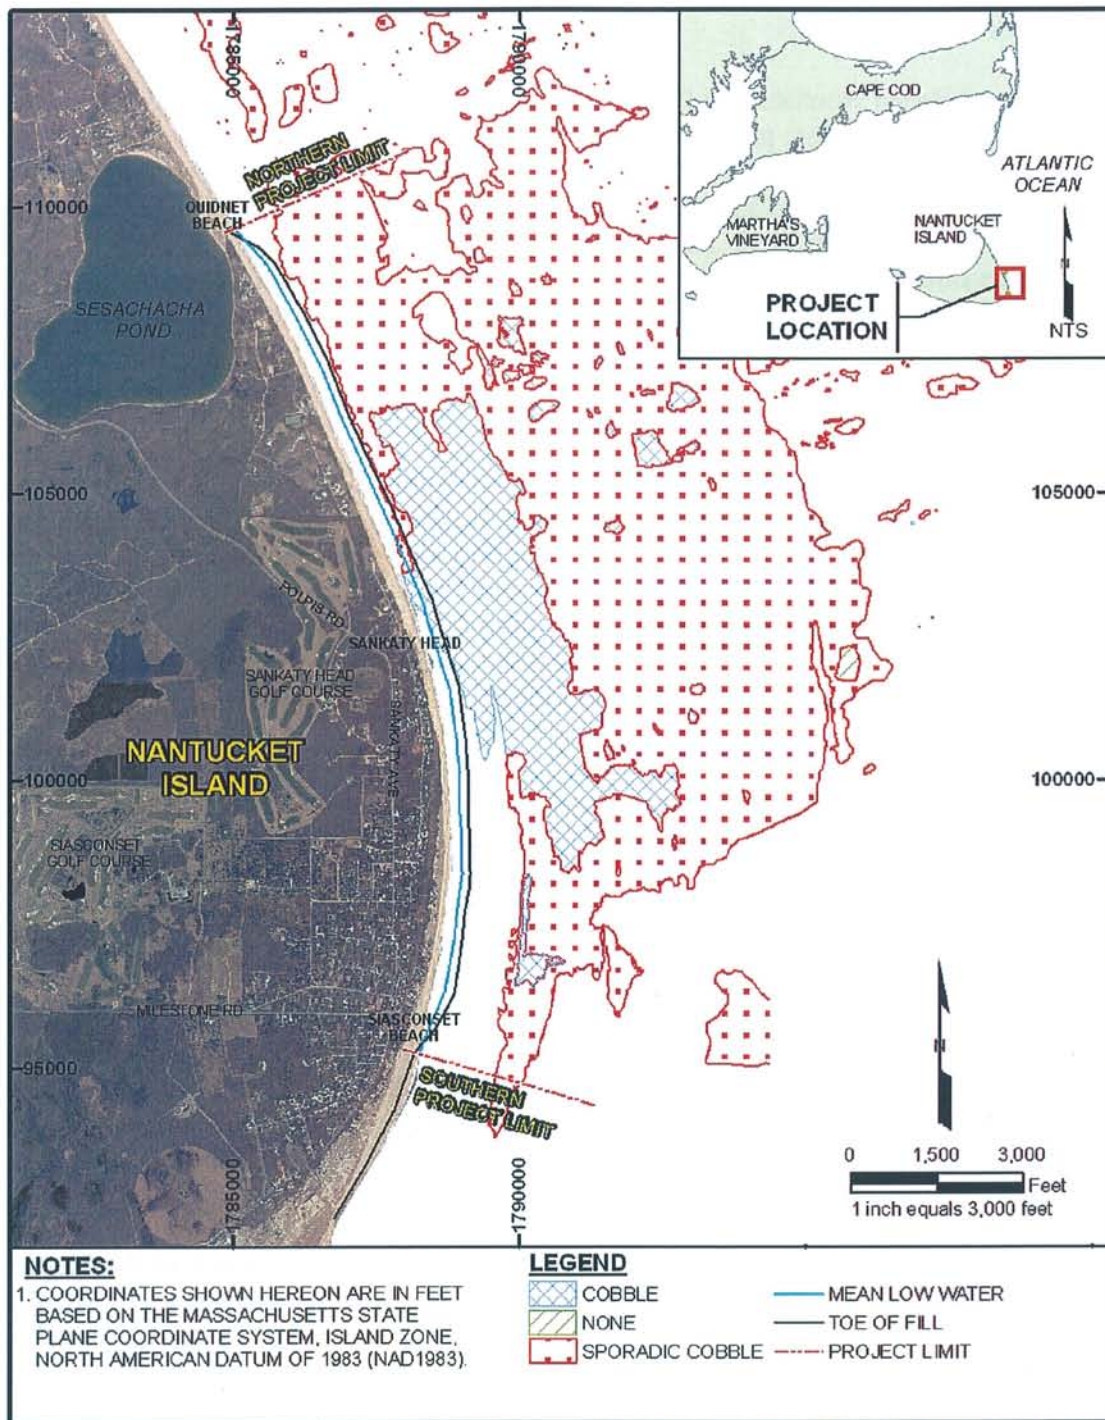 1785000
1790000
CAPE COD
ATLANTIC
OCEAN
MARTHA'S
VINEYARD
NANTUCKET
ISLAND
N
PROJECT
LOCATION
NTS
NORTHERN
PROJECT LIMIT
110000
QUIDNET
BEACH
SESACHACHA
POND
105000
105000
POLPIS RD
SANKATY HEAD
SANKATY HEAD
GOLF COURSE
SANKATY AVE
NANTUCKET
ISLAND
100000
100000
SIASCONSET
GOLF COURSE
MILESTONE RD
SIASCONSET
BEACH
95000
SOUTHERN
PROJECT LIMIT
N
1785000
1790000
0 1,500 3,000
Feet
1 inch equals 3,000 feet
NOTES:
1. COORDINATES SHOWN HEREON ARE IN FEET
BASED ON THE MASSACHUSETTS STATE
PLANE COORDINATE SYSTEM, ISLAND ZONE,
NORTH AMERICAN DATUM OF 1983 (NAD1983).
LEGEND
COBBLE
NONE
SPORADIC COBBLE
MEAN LOW WATER
TOE OF FILL
PROJECT LIMIT